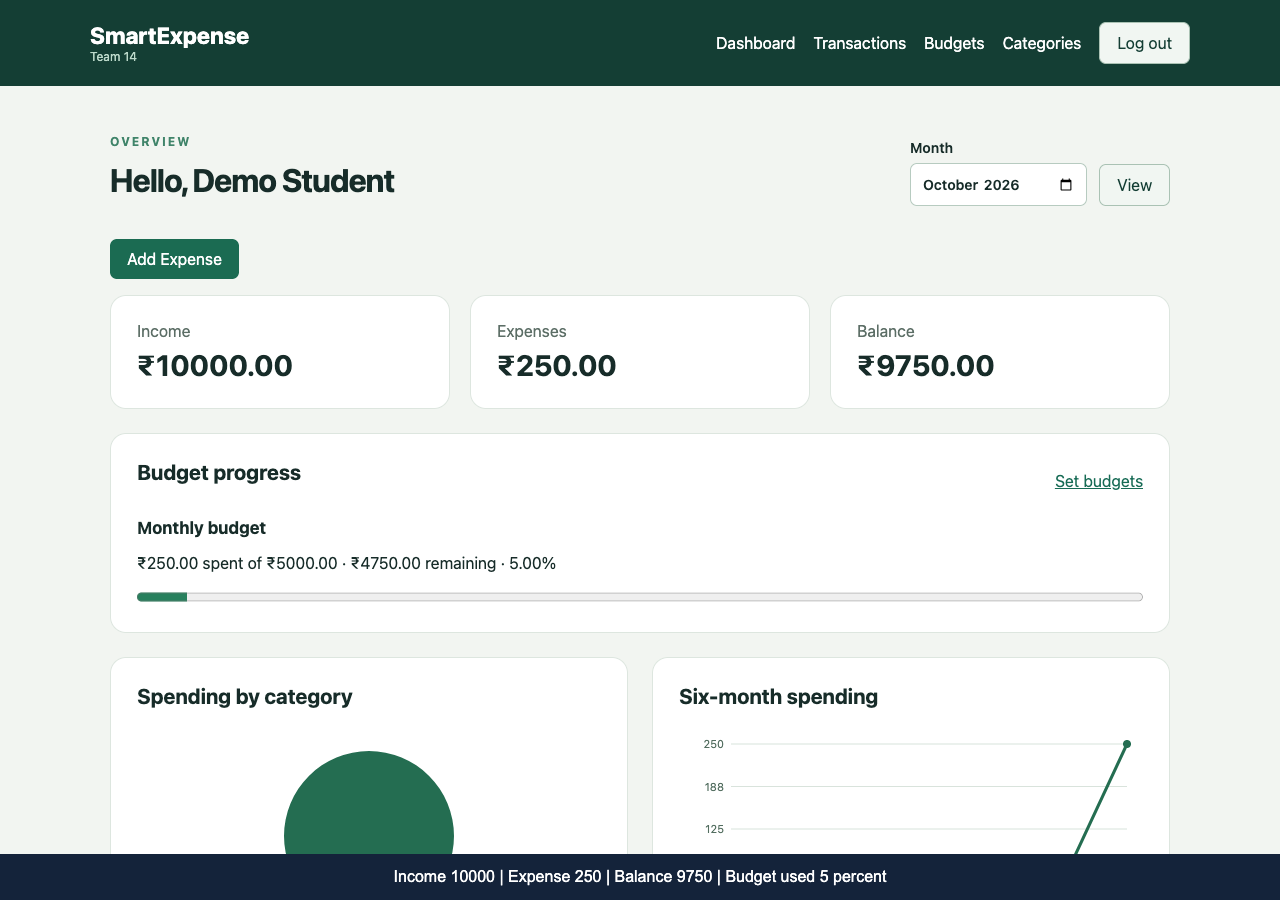 SmartExpense
Team 14
Dashboard Transactions Budgets Categories Log out
OVERVIEW
Hello, Demo Student
Month
October 2026
View
Add Expense
Income
₹10000.00
Expenses
₹250.00
Balance
₹9750.00
Budget progress
Set budgets
Monthly budget
₹250.00 spent of ₹5000.00 · ₹4750.00 remaining · 5.00%
Spending by category
Six-month spending
250
188
125
Income 10000 | Expense 250 | Balance 9750 | Budget used 5 percent